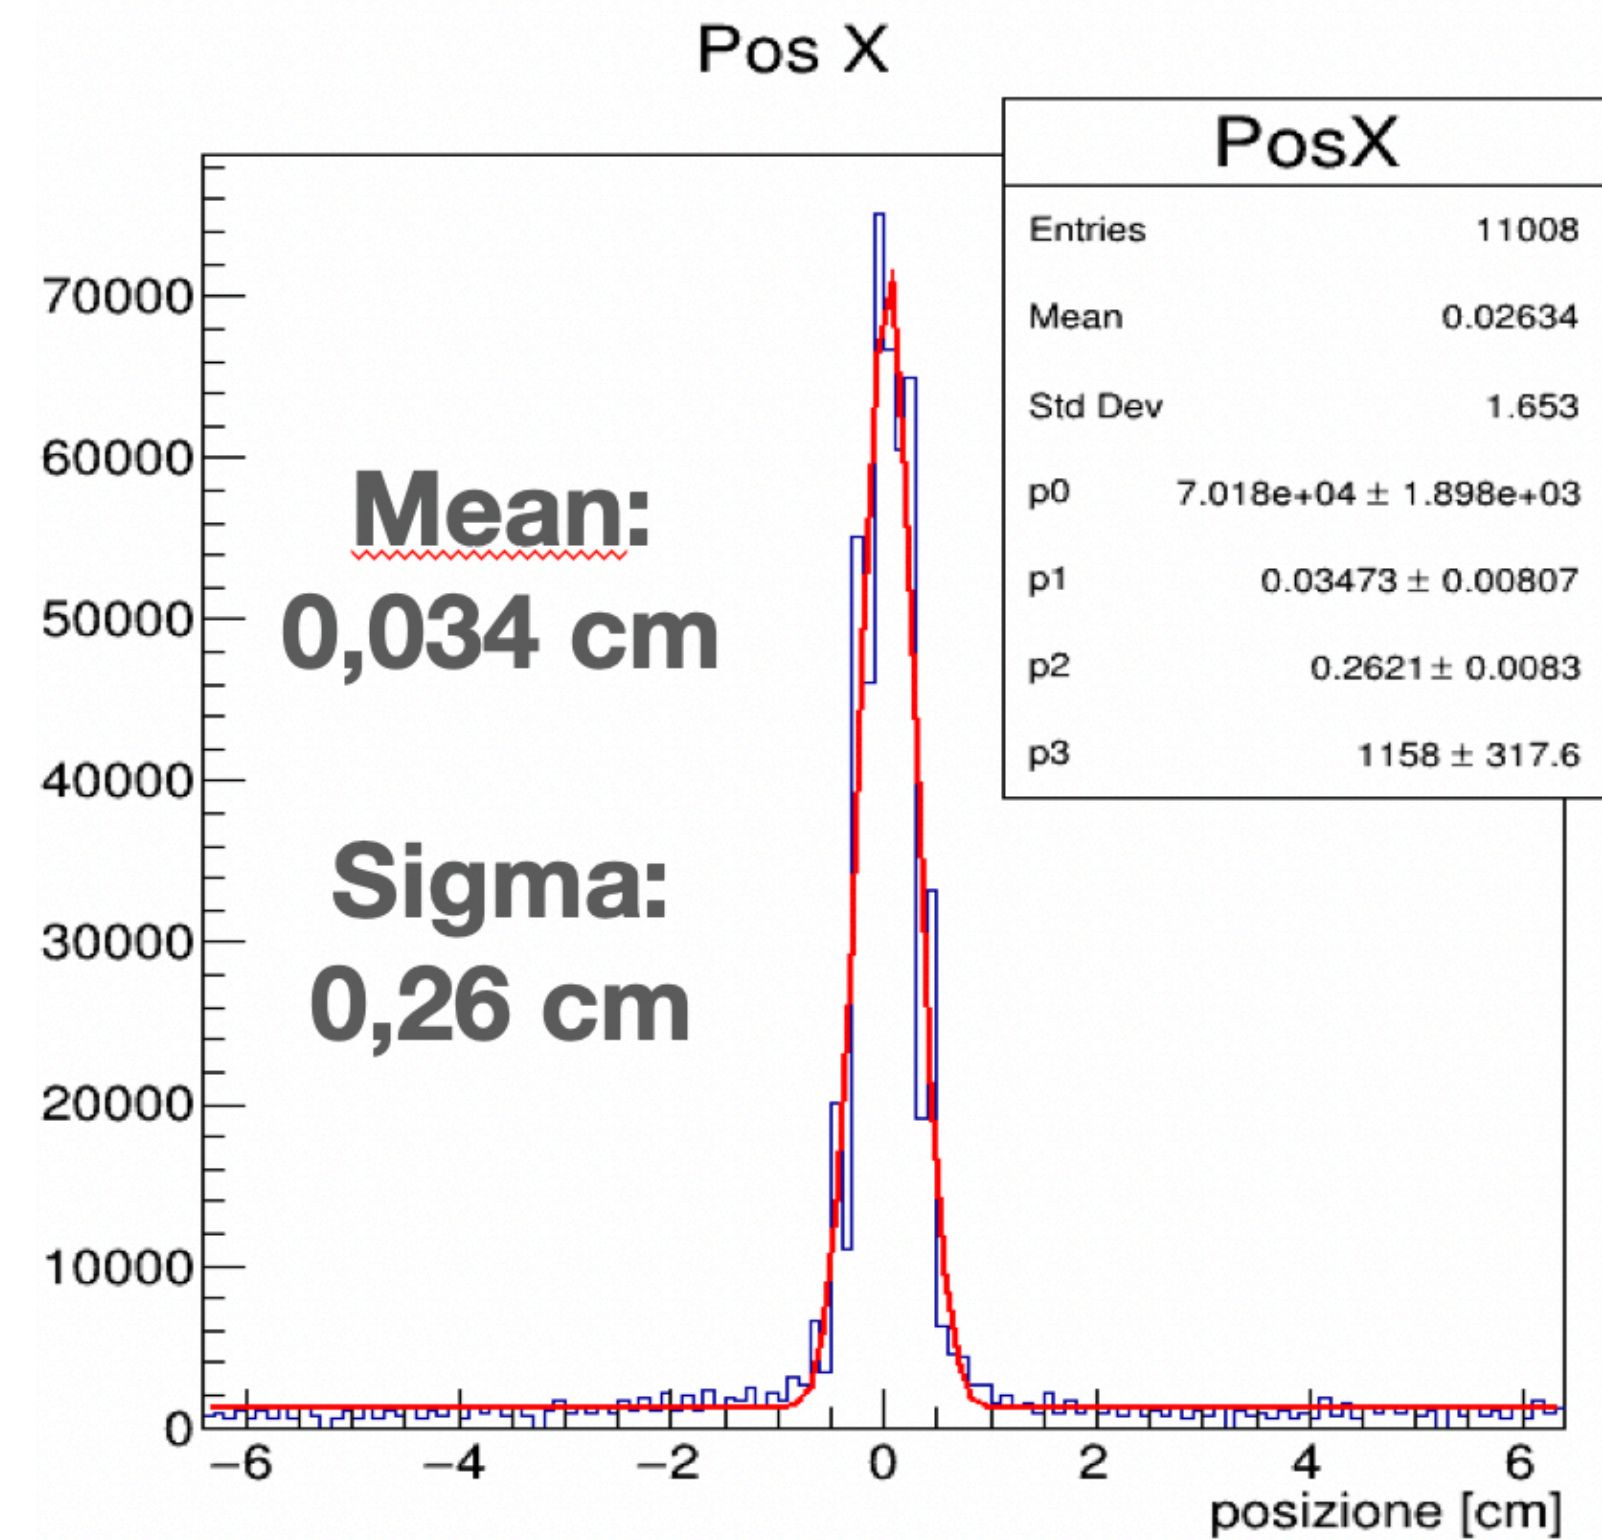 Pos X
PosX
Entries 11008
Mean 0.02634
Std Dev 1.653
p0 7.018e+04 ± 1.898e+03
p1 0.03473 ± 0.00807
p2 0.2621± 0.0083
p3 1158 ± 317.6
70000
60000
50000
40000
30000
20000
10000
0
Mean:
0,034 cm
Sigma:
0,26 cm
−6 −4 −2 0 2 4 6
posizione [cm]